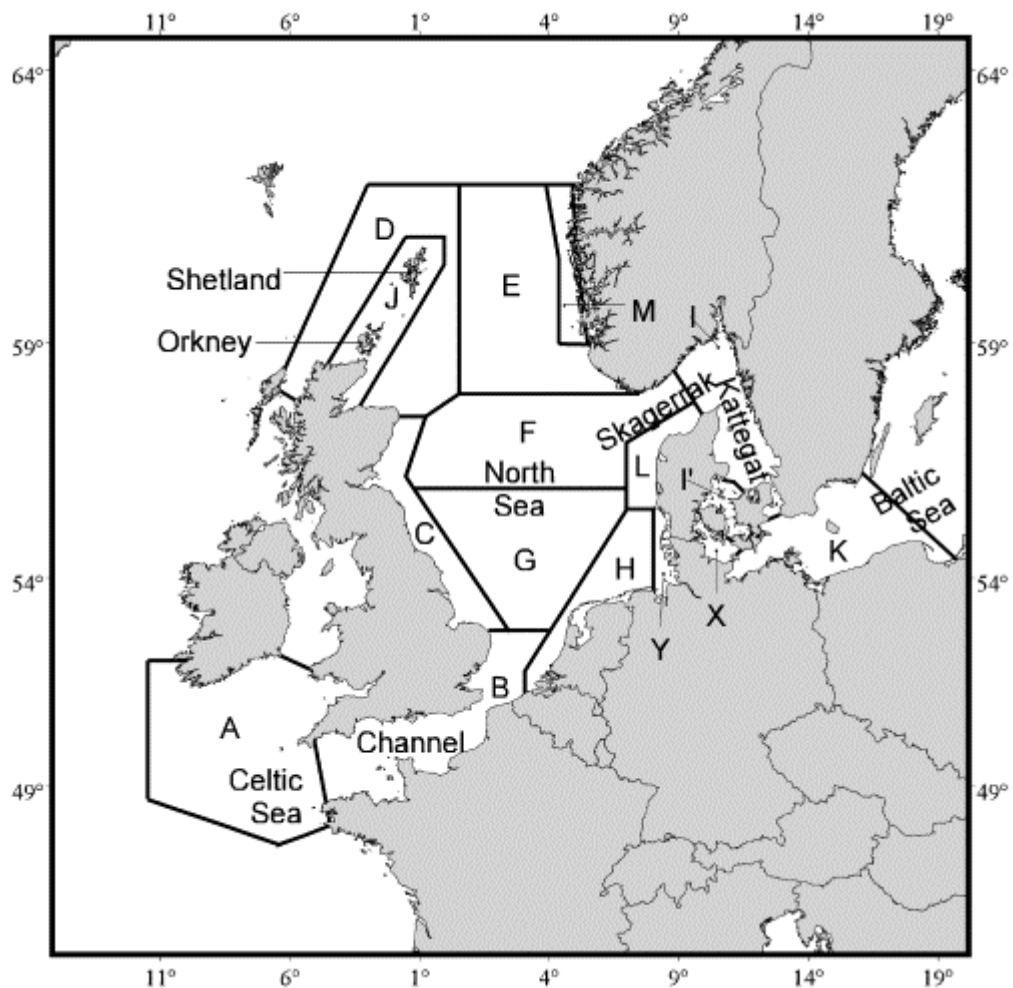 11° 6° 1° 4° 9° 14° 19°
64° 64°
D
Shetland
E
J
M
I
Orkney
59° 59°
Skagerrak
Kattegat
F
North
Sea
L
I'
Baltic
Sea
C
G
H
K
54° 54°
X
Y
B
A
Channel
Celtic
Sea
49° 49°
11° 6° 1° 4° 9° 14° 19°